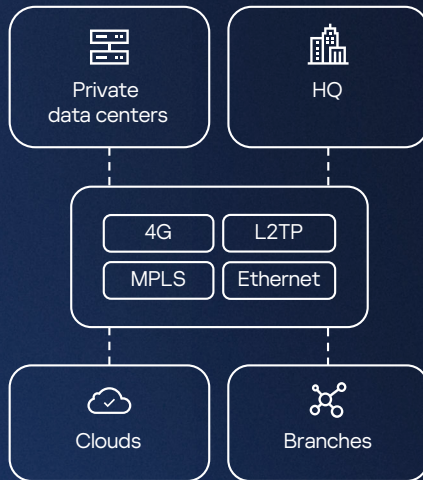 Private
data centers
HQ
4G
L2TP
MPLS
Ethernet
Clouds
Branches